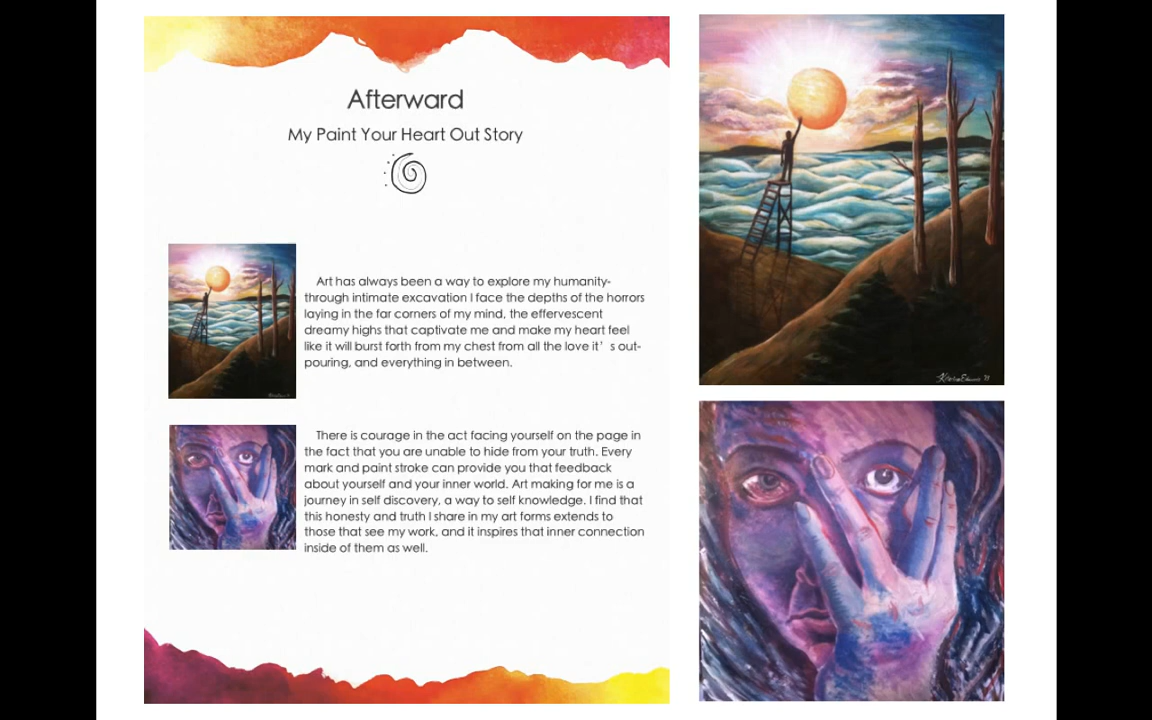 Afterward
My Paint Your Heart Out Story
Art has always been a way to explore my humanity-
through intimate excavation I face the depths of the horrors
laying in the far corners of my mind, the effervescent
dreamy highs that captivate me and make my heart feel
like it will burst forth from my chest from all the love it’s out-
pouring, and everything in between.
There is courage in the act facing yourself on the page in
the fact that you are unable to hide from your truth. Every
mark and paint stroke can provide you that feedback
about yourself and your inner world. Art making for me is a
journey in self discovery, a way to self knowledge. I find that
this honesty and truth I share in my art forms extends to
those that see my work, and it inspires that inner connection
inside of them as well.